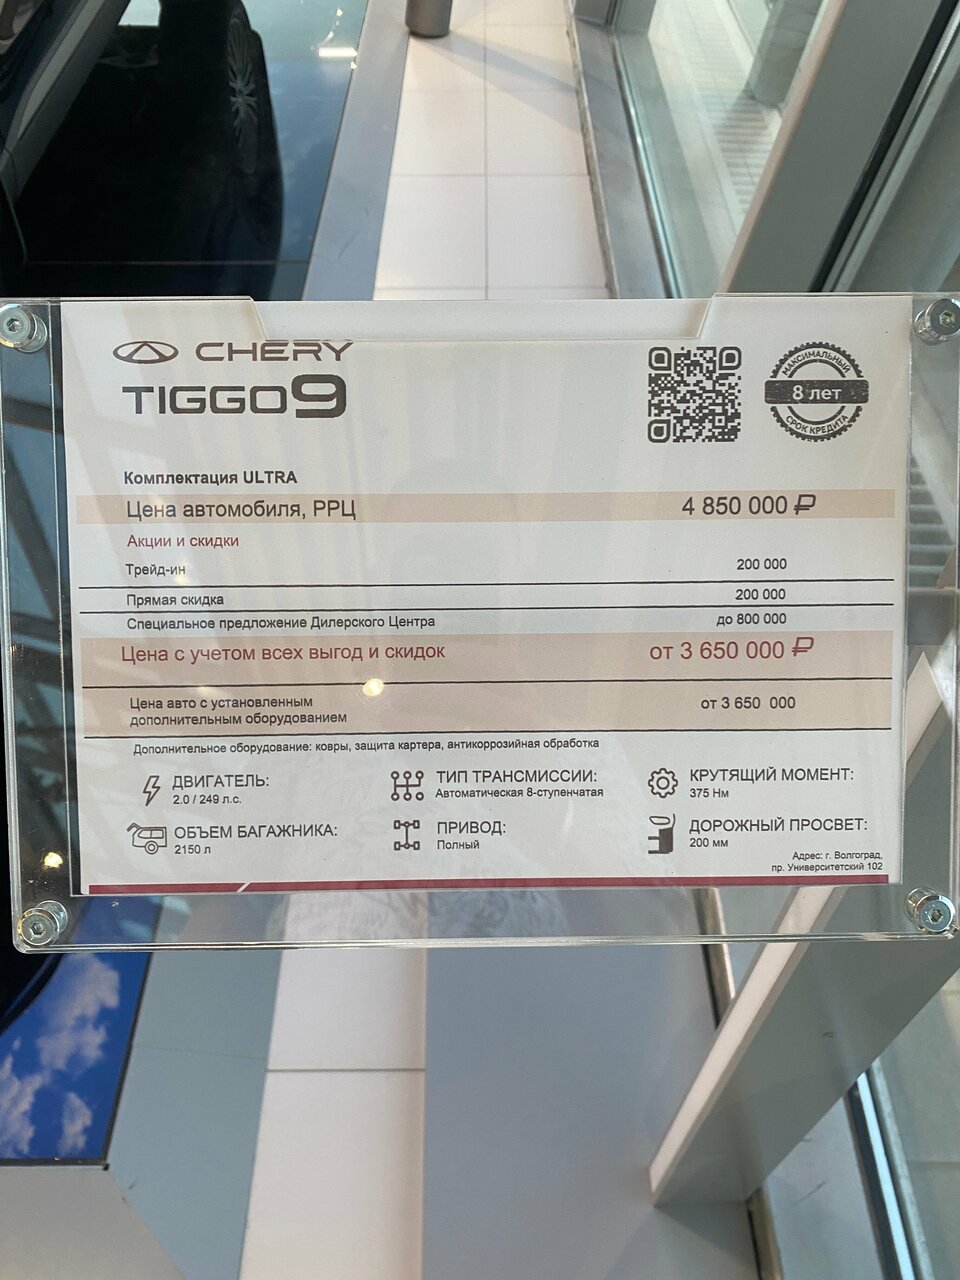 CHERY
TIGGO9
МАКСИМАЛЬНЫЙ
8 лет
СРОК КРЕДИТА
Комплектация ULTRA
Цена автомобиля, РРЦ 4 850 000 ₽
Акции и скидки
Трейд-ин 200 000
Прямая скидка 200 000
Специальное предложение Дилерского Центра до 800 000
Цена с учетом всех выгод и скидок от 3 650 000 ₽
Цена авто с установленным
дополнительным оборудованием от 3 650 000
Дополнительное оборудование: ковры, защита картера, антикоррозийная обработка
ДВИГАТЕЛЬ:
2.0 / 249 л.с.
ТИП ТРАНСМИССИИ:
Автоматическая 8-ступенчатая
КРУТЯЩИЙ МОМЕНТ:
375 Нм
ОБЪЕМ БАГАЖНИКА:
2150 л
ПРИВОД:
Полный
ДОРОЖНЫЙ ПРОСВЕТ:
200 мм
Адрес: г. Волгоград,
пр. Университетский 102